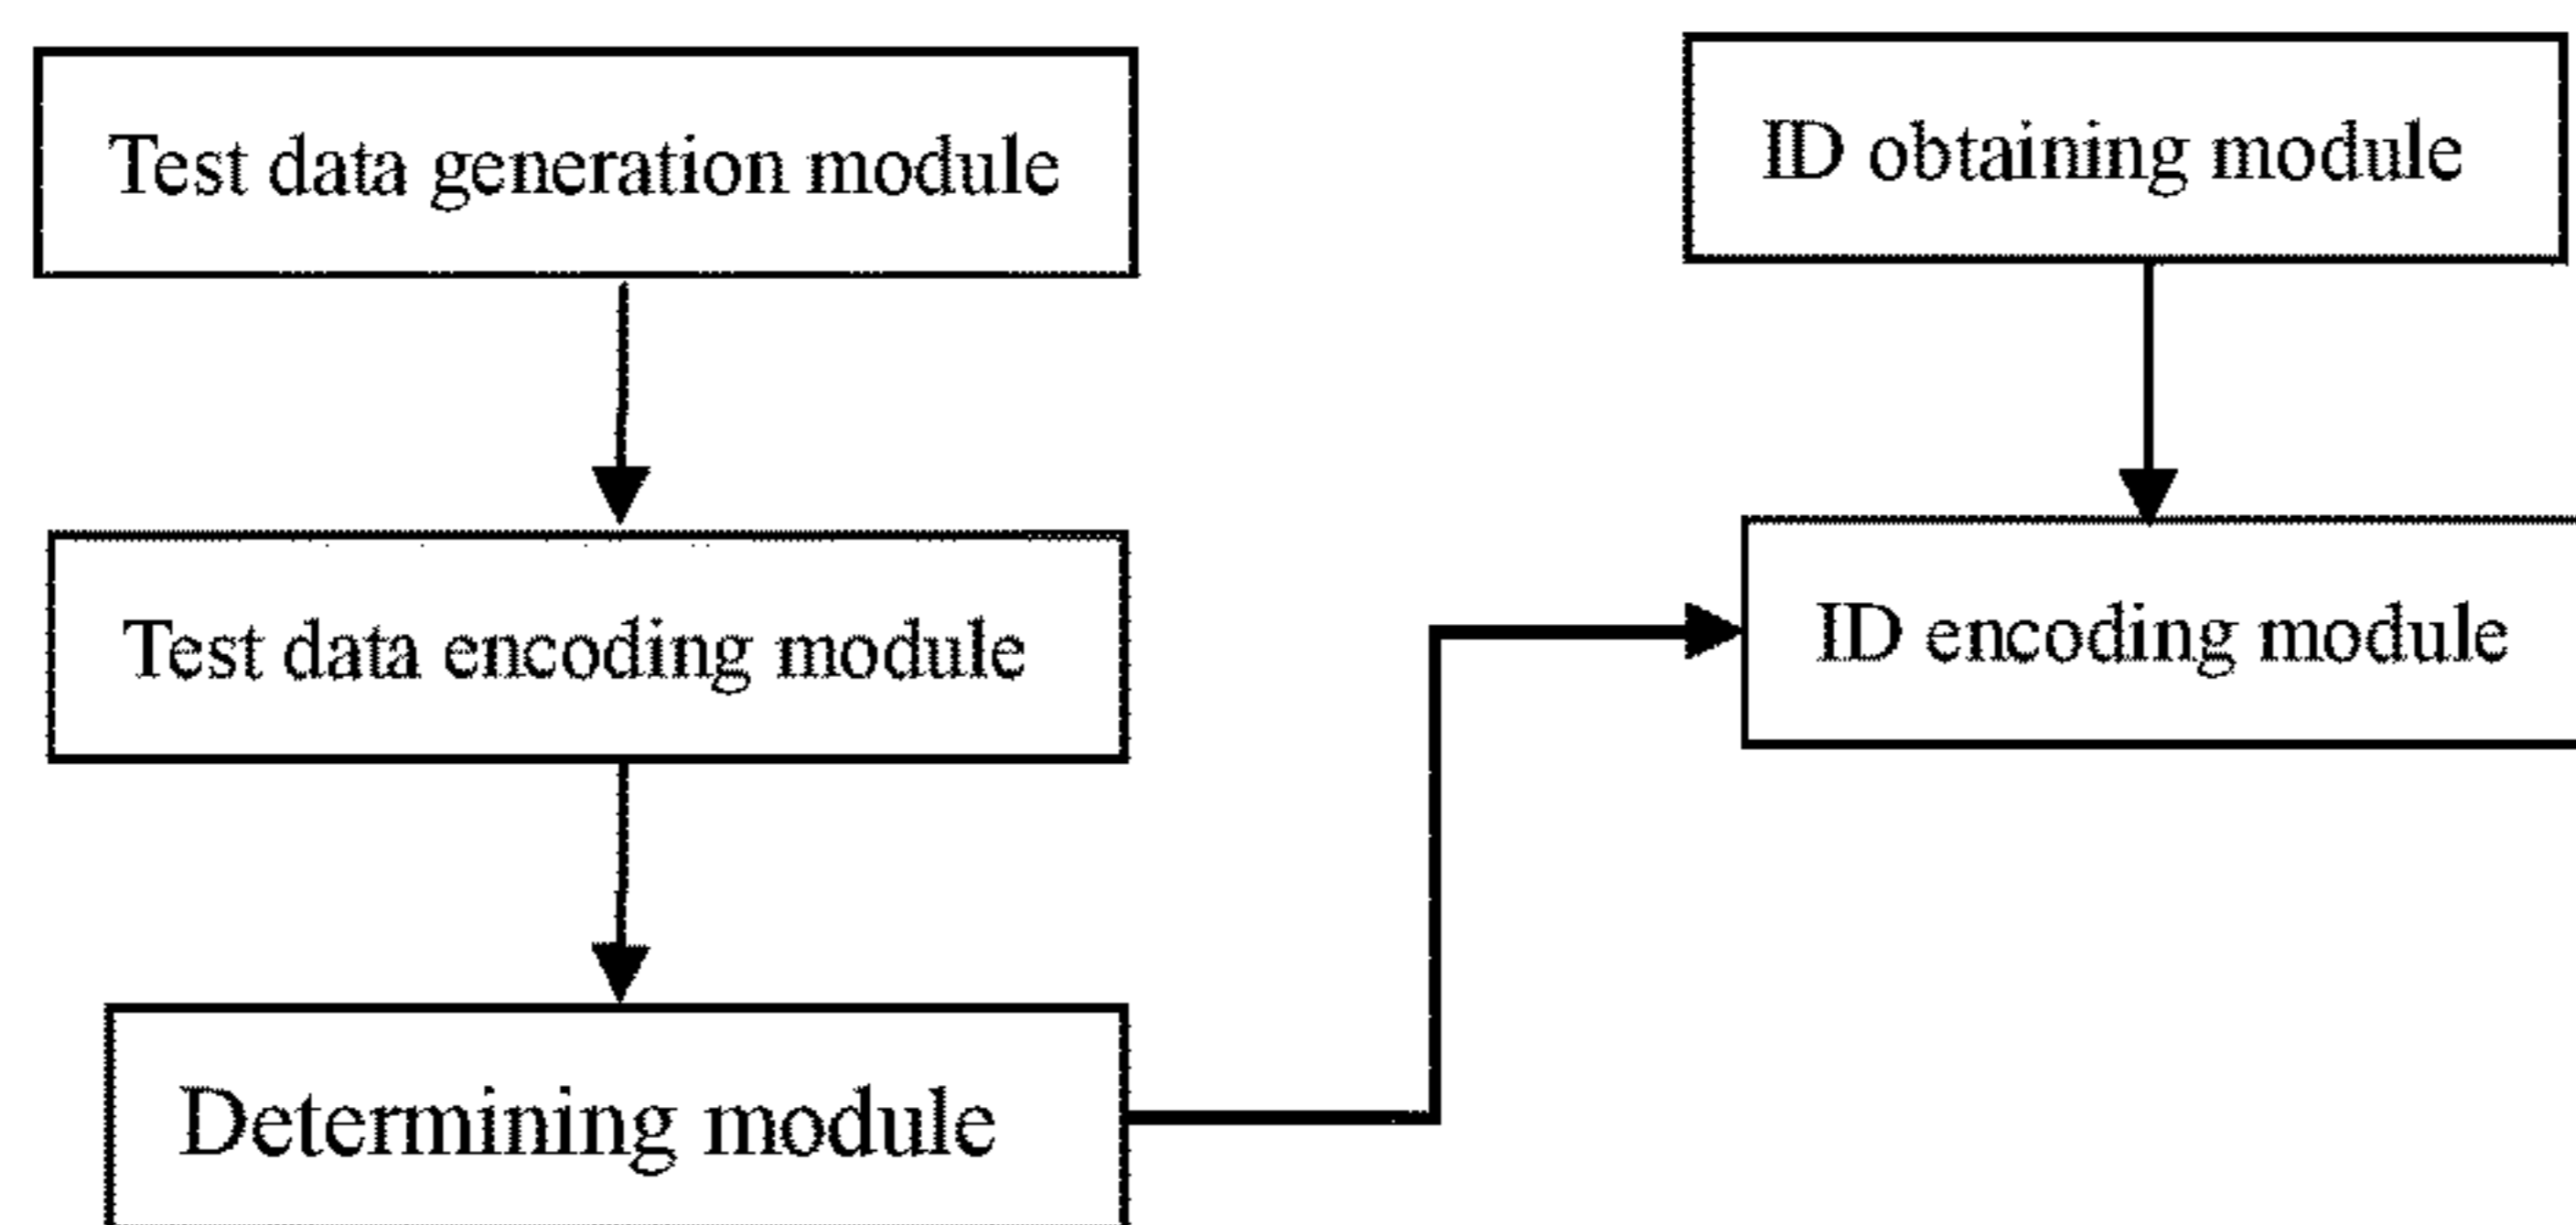 Test data generation module
ID obtaining module
Test data encoding module
ID encoding module
Determining module